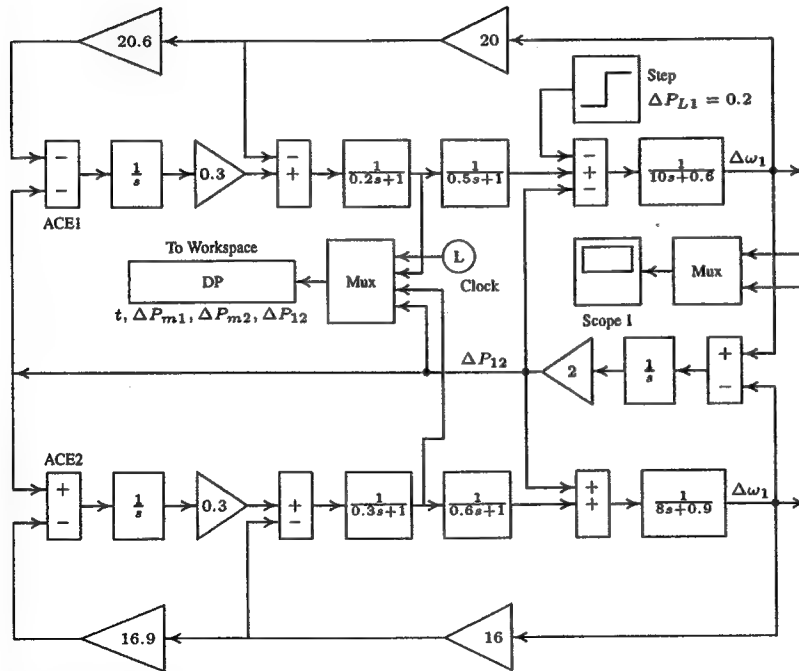 20.6
20
Step
ΔP_{L1} = 0.2
−
−
1/s
0.3
−
+
1/(0.2s+1)
1/(0.5s+1)
−
+
−
1/(10s+0.6)
Δω_1
ACE1
To Workspace
DP
Mux
L
Clock
Mux
t, ΔP_{m1}, ΔP_{m2}, ΔP_{12}
Scope 1
ΔP_{12}
2
1/s
+
−
ACE2
+
−
1/s
0.3
+
−
1/(0.3s+1)
1/(0.6s+1)
+
+
1/(8s+0.9)
Δω_1
16.9
16